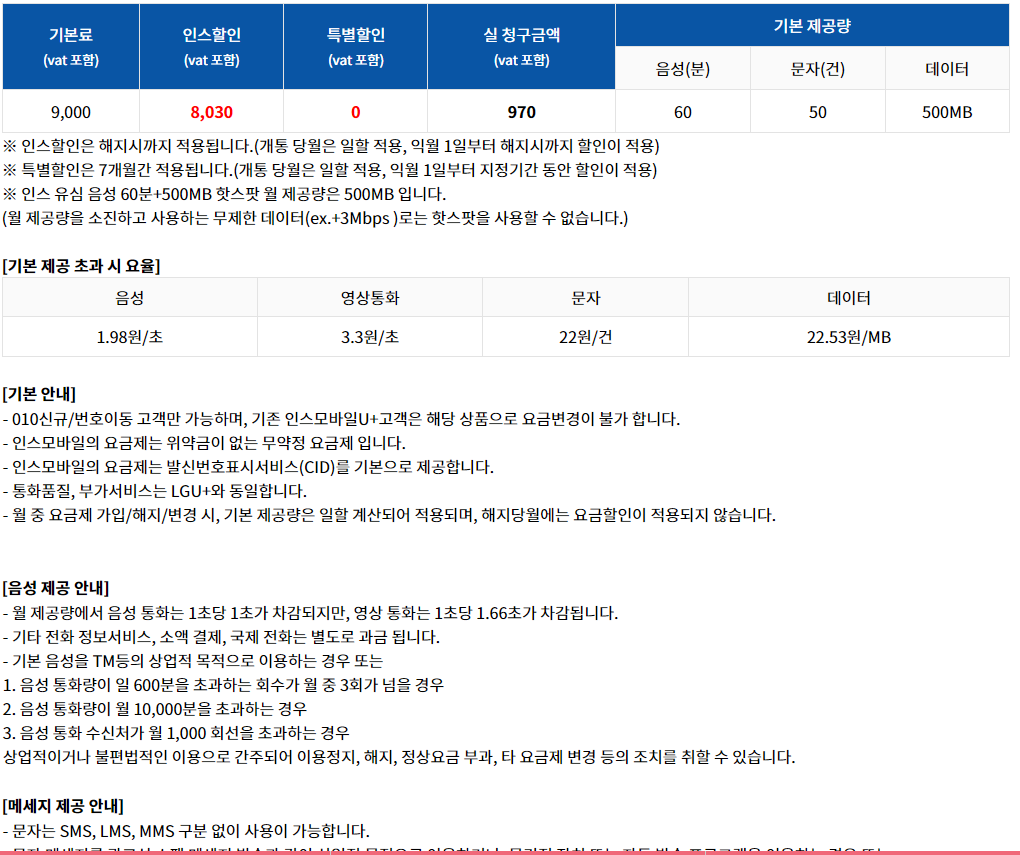 기본료 인스할인 특별할인 실 청구금액 기본 제공량
(vat 포함) (vat 포함) (vat 포함) (vat 포함)
음성(분) 문자(건) 데이터
9,000 8,030 0 970 60 50 500MB
※ 인스할인은 해지시까지 적용됩니다.(개통 당월은 일할 적용, 익월 1일부터 해지시까지 할인이 적용)
※ 특별할인은 7개월간 적용됩니다.(개통 당월은 일할 적용, 익월 1일부터 지정기간 동안 할인이 적용)
※ 인스 유심 음성 60분+500MB 핫스팟 월 제공량은 500MB 입니다.
(월 제공량을 소진하고 사용하는 무제한 데이터(ex.+3Mbps )로는 핫스팟을 사용할 수 없습니다.)
[기본 제공 초과 시 요율]
음성 영상통화 문자 데이터
1.98원/초 3.3원/초 22원/건 22.53원/MB
[기본 안내]
- 010신규/번호이동 고객만 가능하며, 기존 인스모바일U+고객은 해당 상품으로 요금변경이 불가 합니다.
- 인스모바일의 요금제는 위약금이 없는 무약정 요금제 입니다.
- 인스모바일의 요금제는 발신번호표시서비스(CID)를 기본으로 제공합니다.
- 통화품질, 부가서비스는 LGU+와 동일합니다.
- 월 중 요금제 가입/해지/변경 시, 기본 제공량은 일할 계산되어 적용되며, 해지당월에는 요금할인이 적용되지 않습니다.
[음성 제공 안내]
- 월 제공량에서 음성 통화는 1초당 1초가 차감되지만, 영상 통화는 1초당 1.66초가 차감됩니다.
- 기타 전화 정보서비스, 소액 결제, 국제 전화는 별도로 과금 됩니다.
- 기본 음성을 TM등의 상업적 목적으로 이용하는 경우 또는
1. 음성 통화량이 일 600분을 초과하는 회수가 월 중 3회가 넘을 경우
2. 음성 통화량이 월 10,000분을 초과하는 경우
3. 음성 통화 수신처가 월 1,000 회선을 초과하는 경우
상업적이거나 불편법적인 이용으로 간주되어 이용정지, 해지, 정상요금 부과, 타 요금제 변경 등의 조치를 취할 수 있습니다.
[메세지 제공 안내]
- 문자는 SMS, LMS, MMS 구분 없이 사용이 가능합니다.